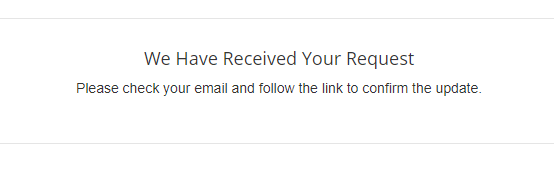 We Have Received Your Request
Please check your email and follow the link to confirm the update.